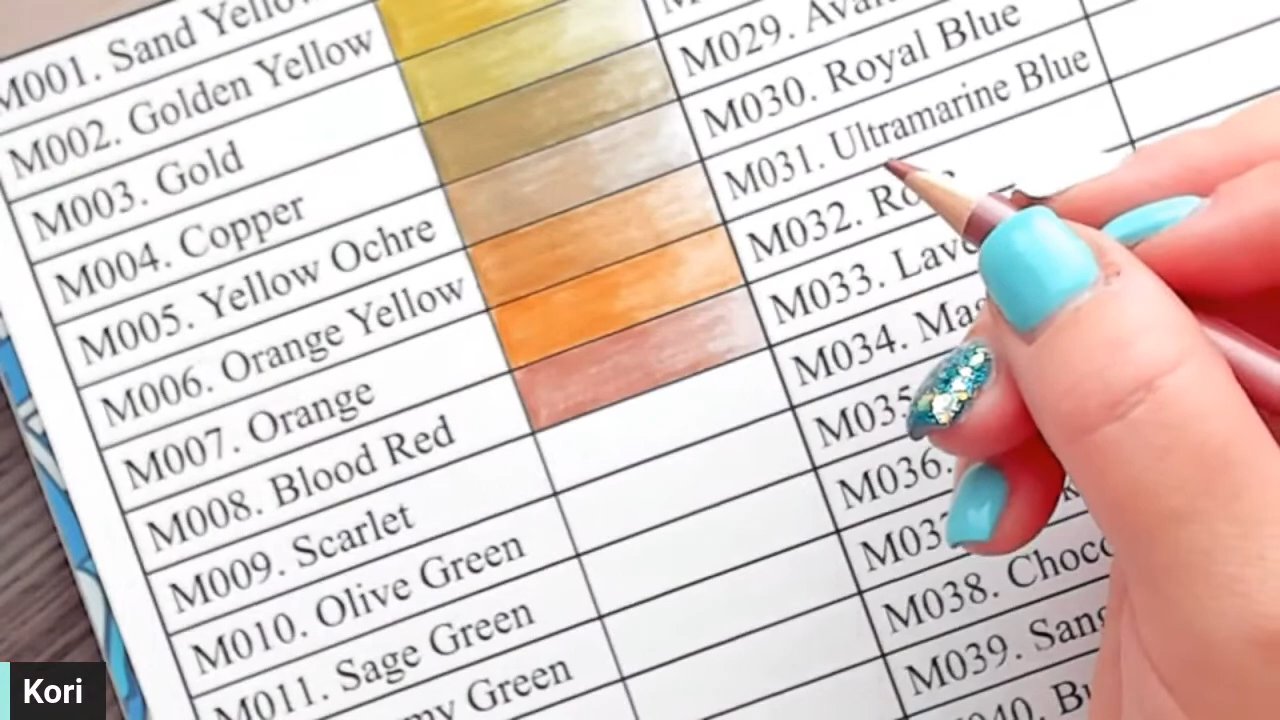 M001. Sand Yellow
M002. Golden Yellow
M003. Gold
M004. Copper
M005. Yellow Ochre
M006. Orange Yellow
M007. Orange
M008. Blood Red
M009. Scarlet
M010. Olive Green
M011. Sage Green
Green
M029.
M030. Royal Blue
M031. Ultramarine Blue
M032.
M033.
M034.
M035
M036.
M038.
M039.
Kori